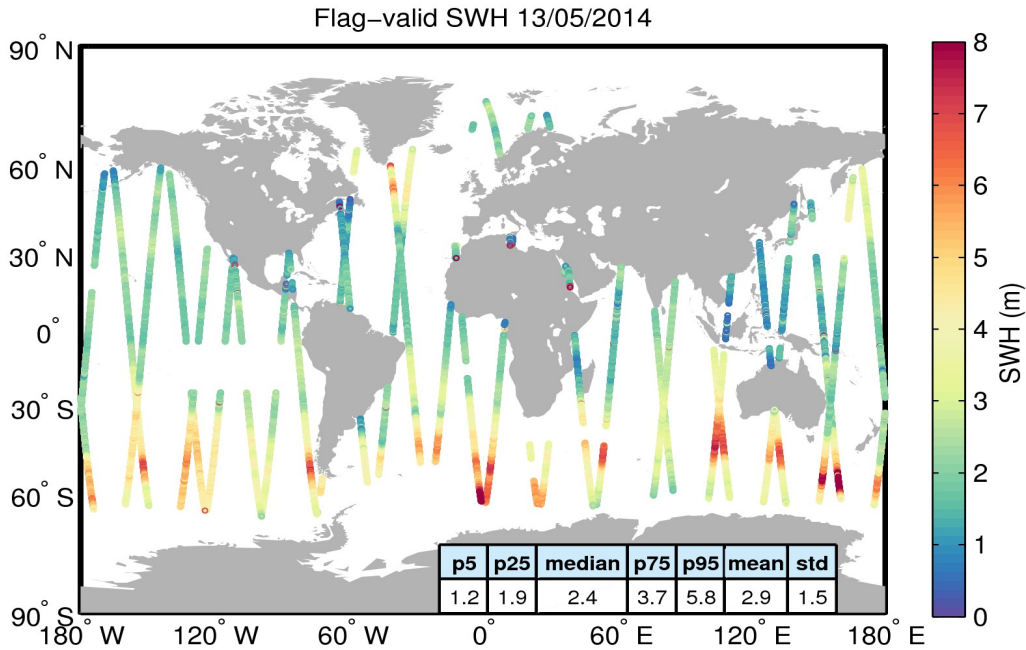 Flag−valid SWH 13/05/2014
90° N
60° N
30° N
0°
30° S
60° S
90° S
180° W
120° W
60° W
0°
60° E
120° E
180° E
8
7
6
5
4
3
2
1
0
SWH (m)
p5 p25 median p75 p95 mean std
1.2 1.9 2.4 3.7 5.8 2.9 1.5